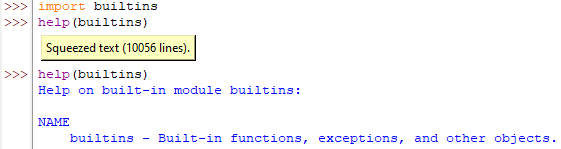 >>> import builtins
>>> help(builtins)
Squeezed text (10056 lines).
>>> help(builtins)
Help on built-in module builtins:
NAME
builtins - Built-in functions, exceptions, and other objects.